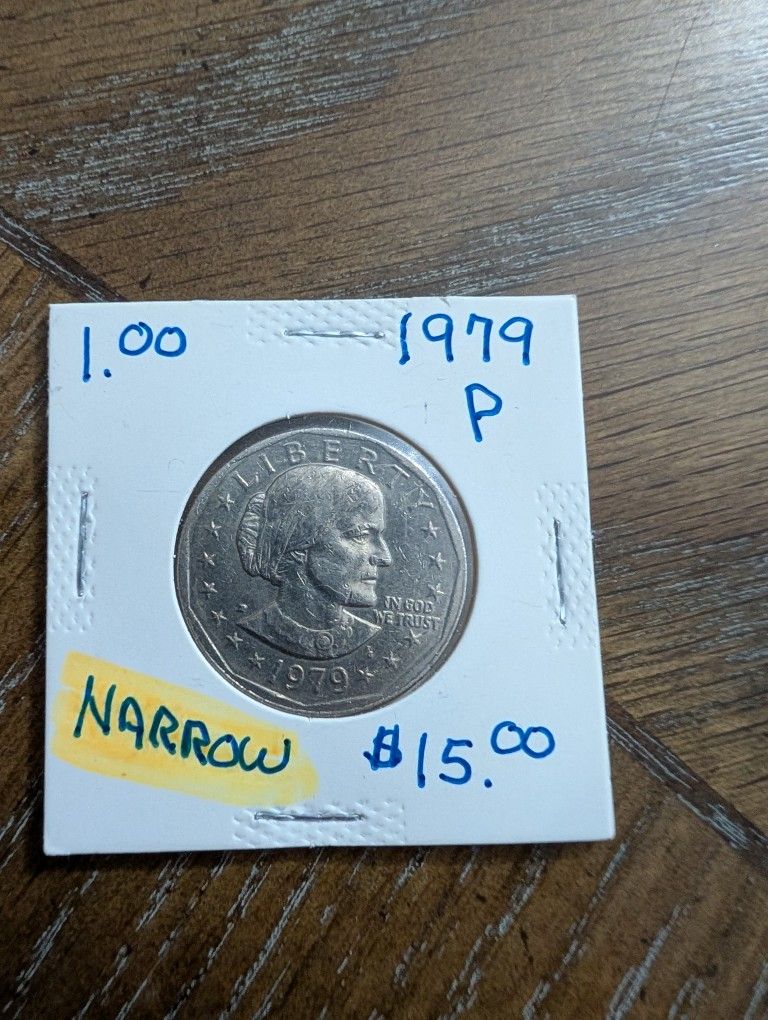 1.00
1979
P
LIBERTY
IN GOD
WE TRUST
P
1979
NARROW
$15.00